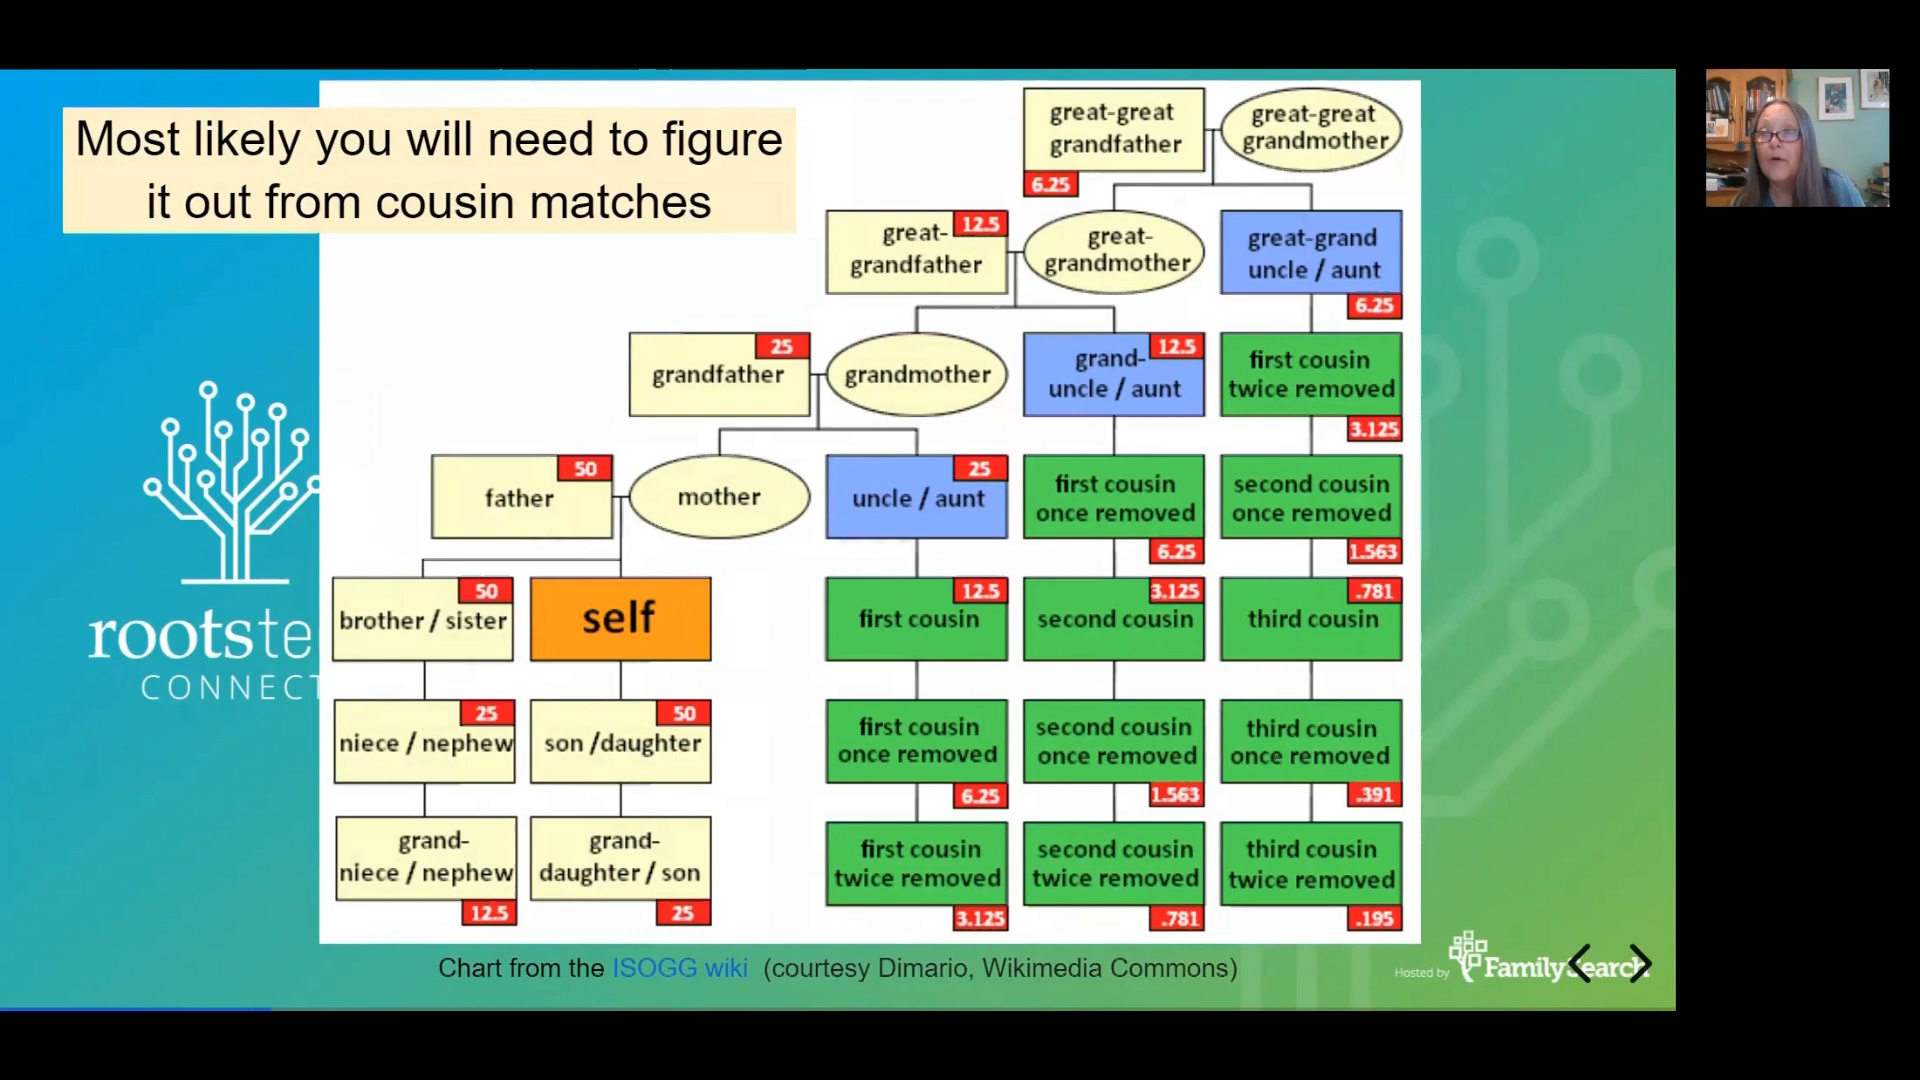 Most likely you will need to figure
it out from cousin matches
great-great
grandfather
6.25
great-great
grandmother
great-
grandfather
12.5
great-
grandmother
great-grand
uncle / aunt
6.25
grandfather
25
grandmother
grand-
uncle / aunt
12.5
first cousin
twice removed
3.125
father
50
mother
uncle / aunt
25
first cousin
once removed
6.25
second cousin
once removed
1.563
brother / sister
50
self
first cousin
12.5
second cousin
3.125
third cousin
.781
niece / nephew
25
son /daughter
50
first cousin
once removed
6.25
second cousin
once removed
1.563
third cousin
once removed
.391
grand-
niece / nephew
12.5
grand-
daughter / son
25
first cousin
twice removed
3.125
second cousin
twice removed
.781
third cousin
twice removed
.195
rootste
CONNECT
Chart from the ISOGG wiki (courtesy Dimario, Wikimedia Commons)
Hosted by FamilySearch